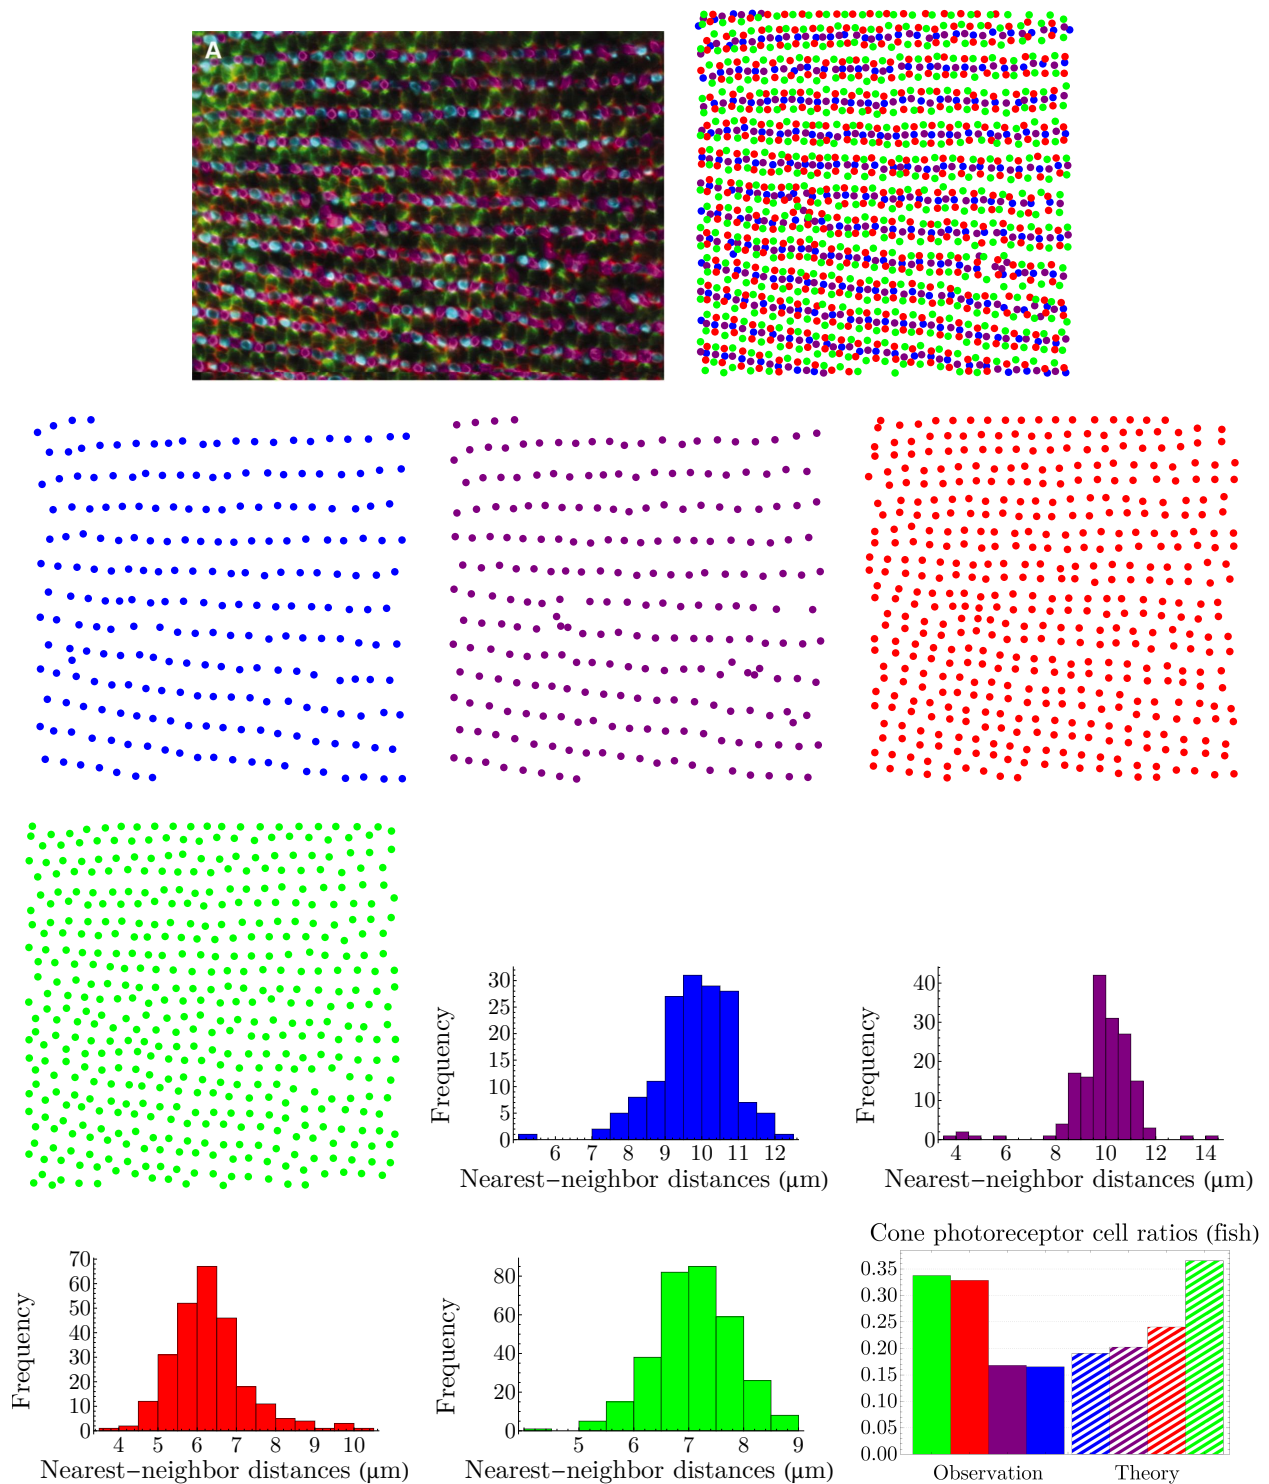 A
30
25
20
15
10
5
0
Frequency
6 7 8 9 10 11 12
Nearest−neighbor distances (μm)
40
30
20
10
0
Frequency
4 6 8 10 12 14
Nearest−neighbor distances (μm)
70
60
50
40
30
20
10
0
Frequency
4 5 6 7 8 9 10
Nearest−neighbor distances (μm)
80
60
40
20
0
Frequency
5 6 7 8 9
Nearest−neighbor distances (μm)
Cone photoreceptor cell ratios (fish)
0.35
0.30
0.25
0.20
0.15
0.10
0.05
0.00
Observation Theory